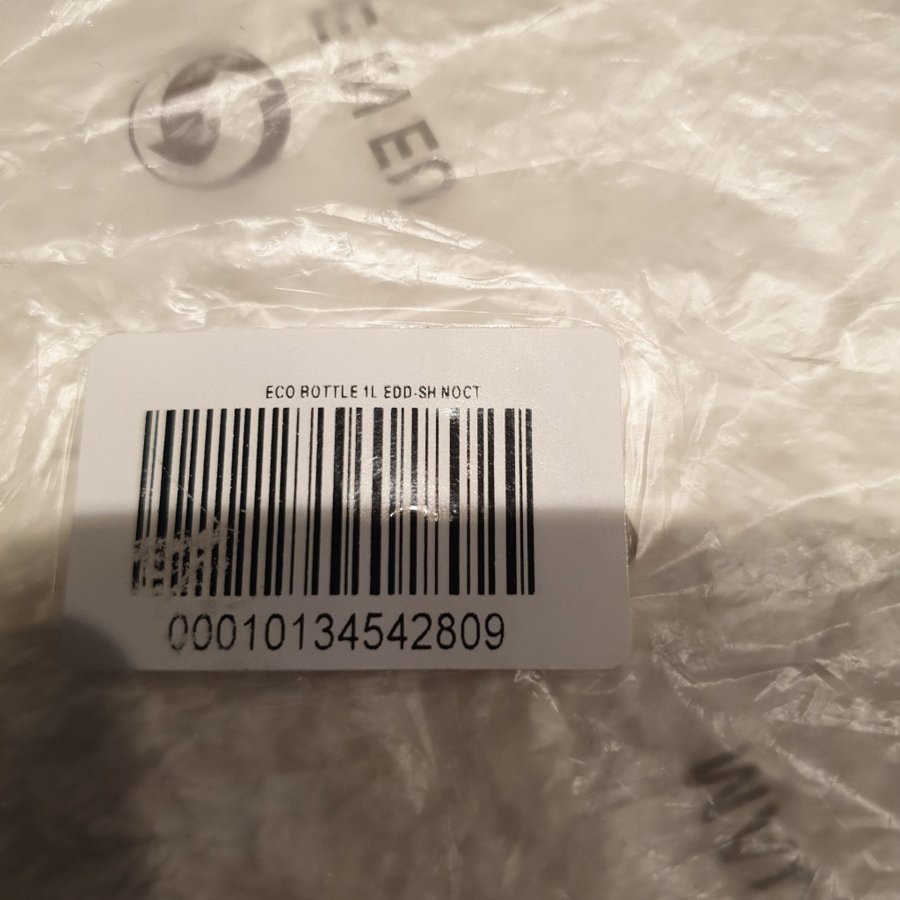 ECO BOTTLE 1L EDD-SH NOCT
00010134542809